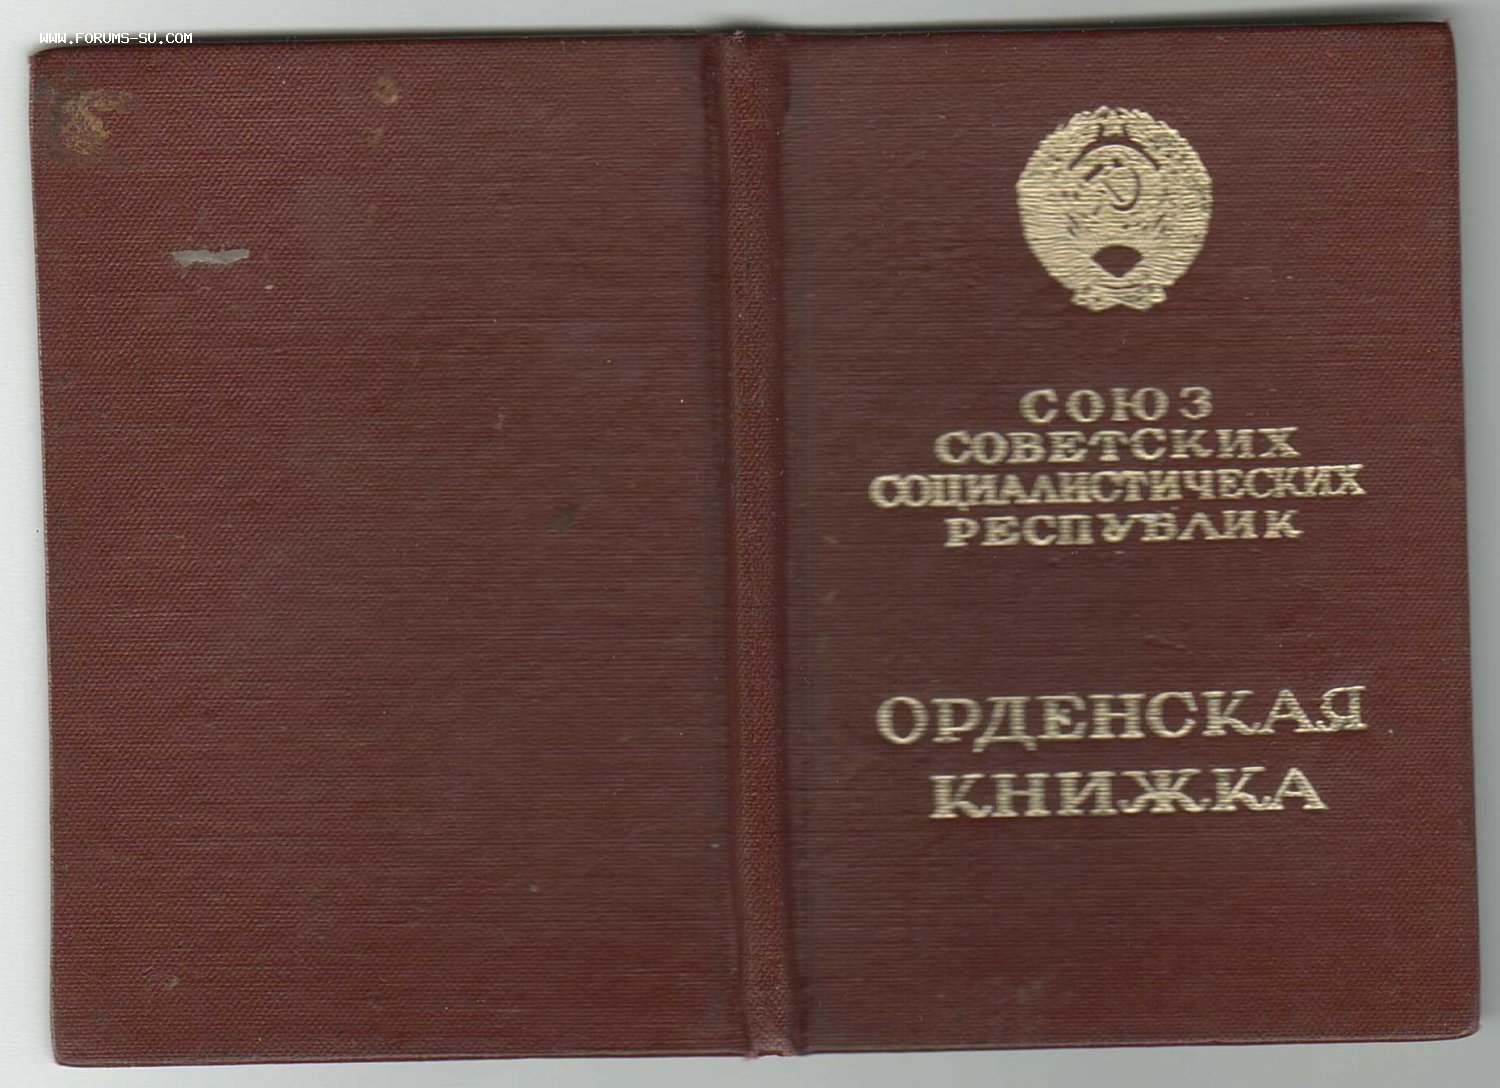 WWW.FORUMS-SU.COM
СОЮЗ
СОВЕТСКИХ
СОЦИАЛИСТИЧЕСКИХ
РЕСПУБЛИК
ОРДЕНСКАЯ
КНИЖКА